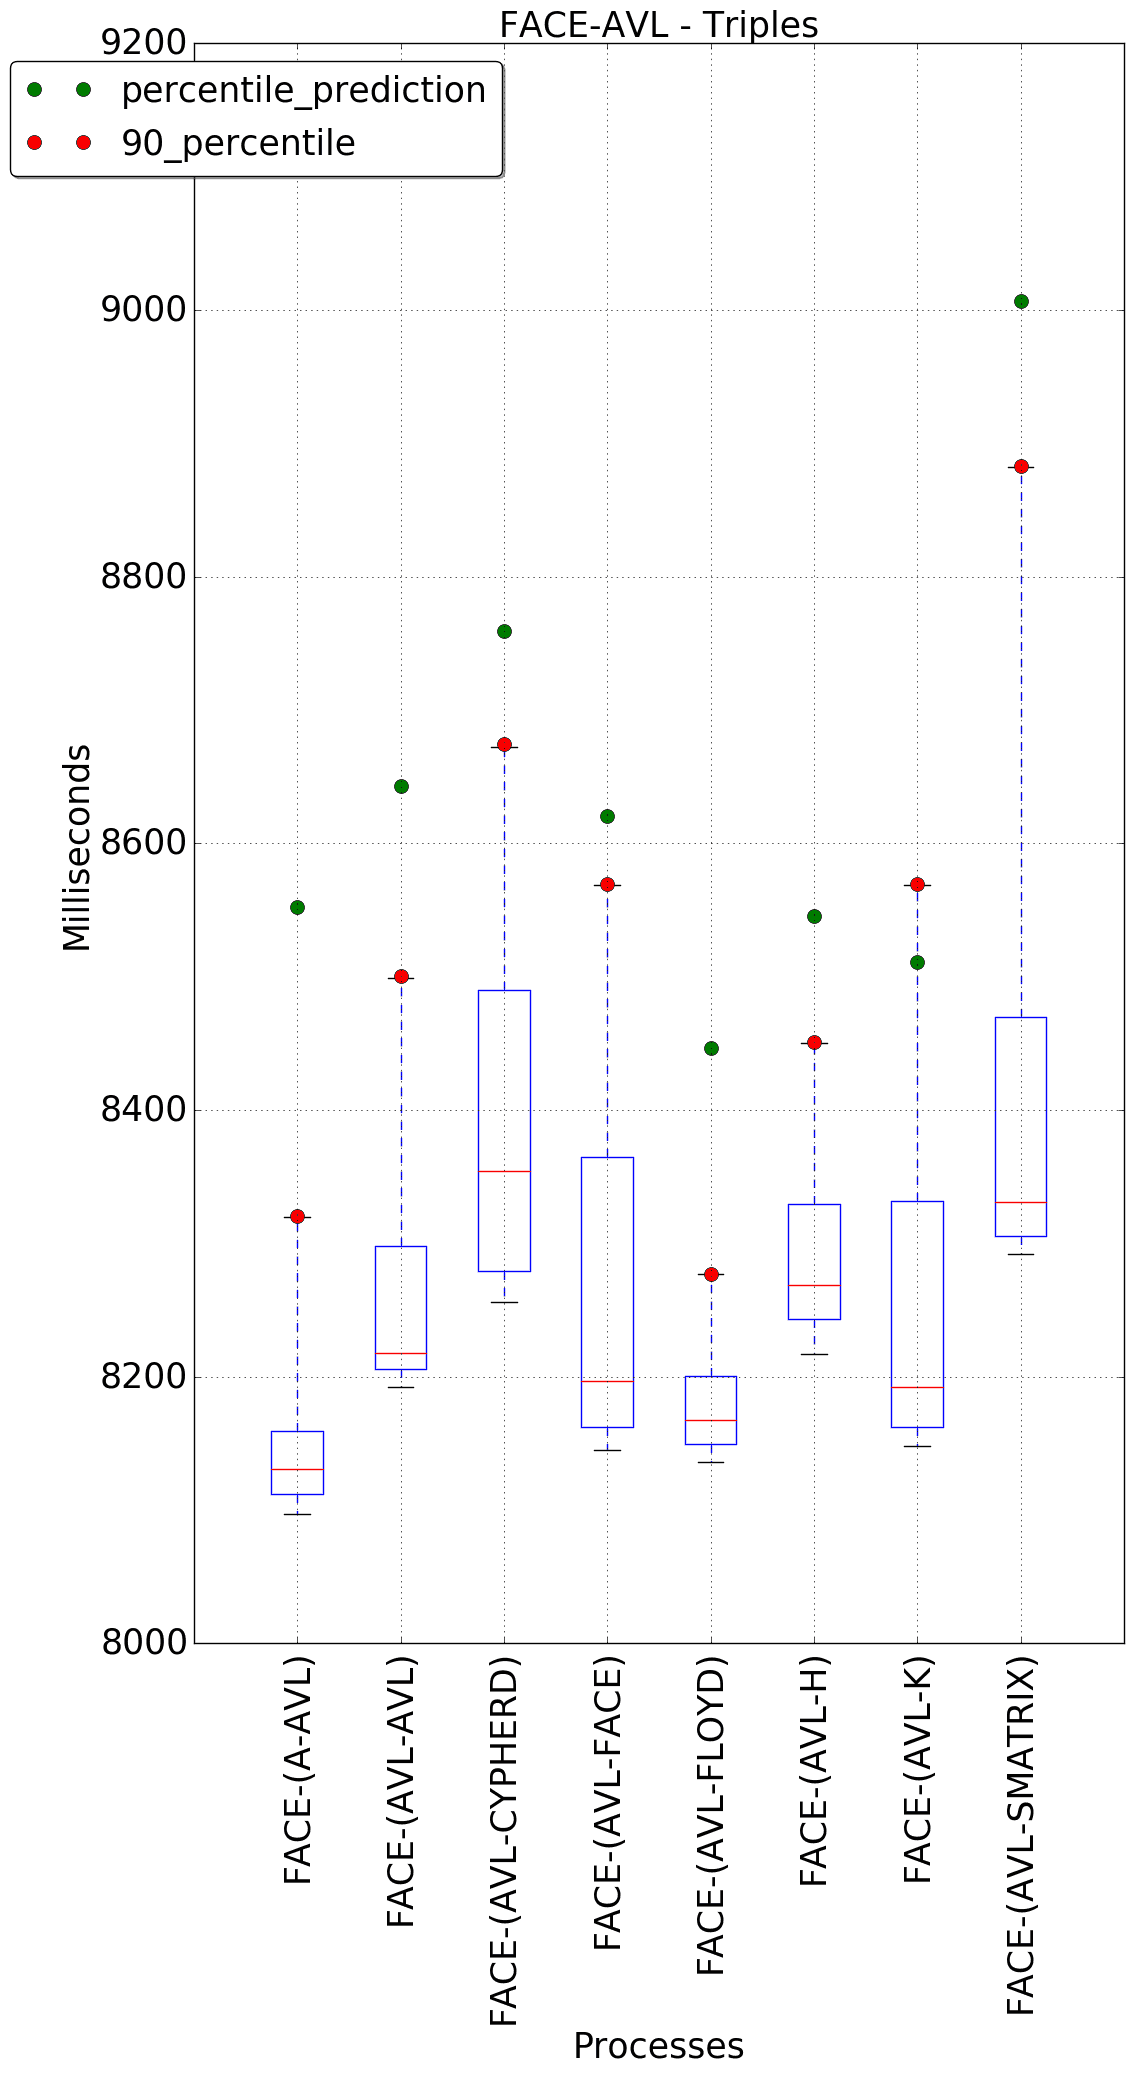 FACE-AVL - Triples
percentile_prediction
90_percentile
9200
9000
8800
8600
8400
8200
8000
Milliseconds
FACE-(A-AVL)
FACE-(AVL-AVL)
FACE-(AVL-CYPHERD)
FACE-(AVL-FACE)
FACE-(AVL-FLOYD)
FACE-(AVL-H)
FACE-(AVL-K)
FACE-(AVL-SMATRIX)
Processes